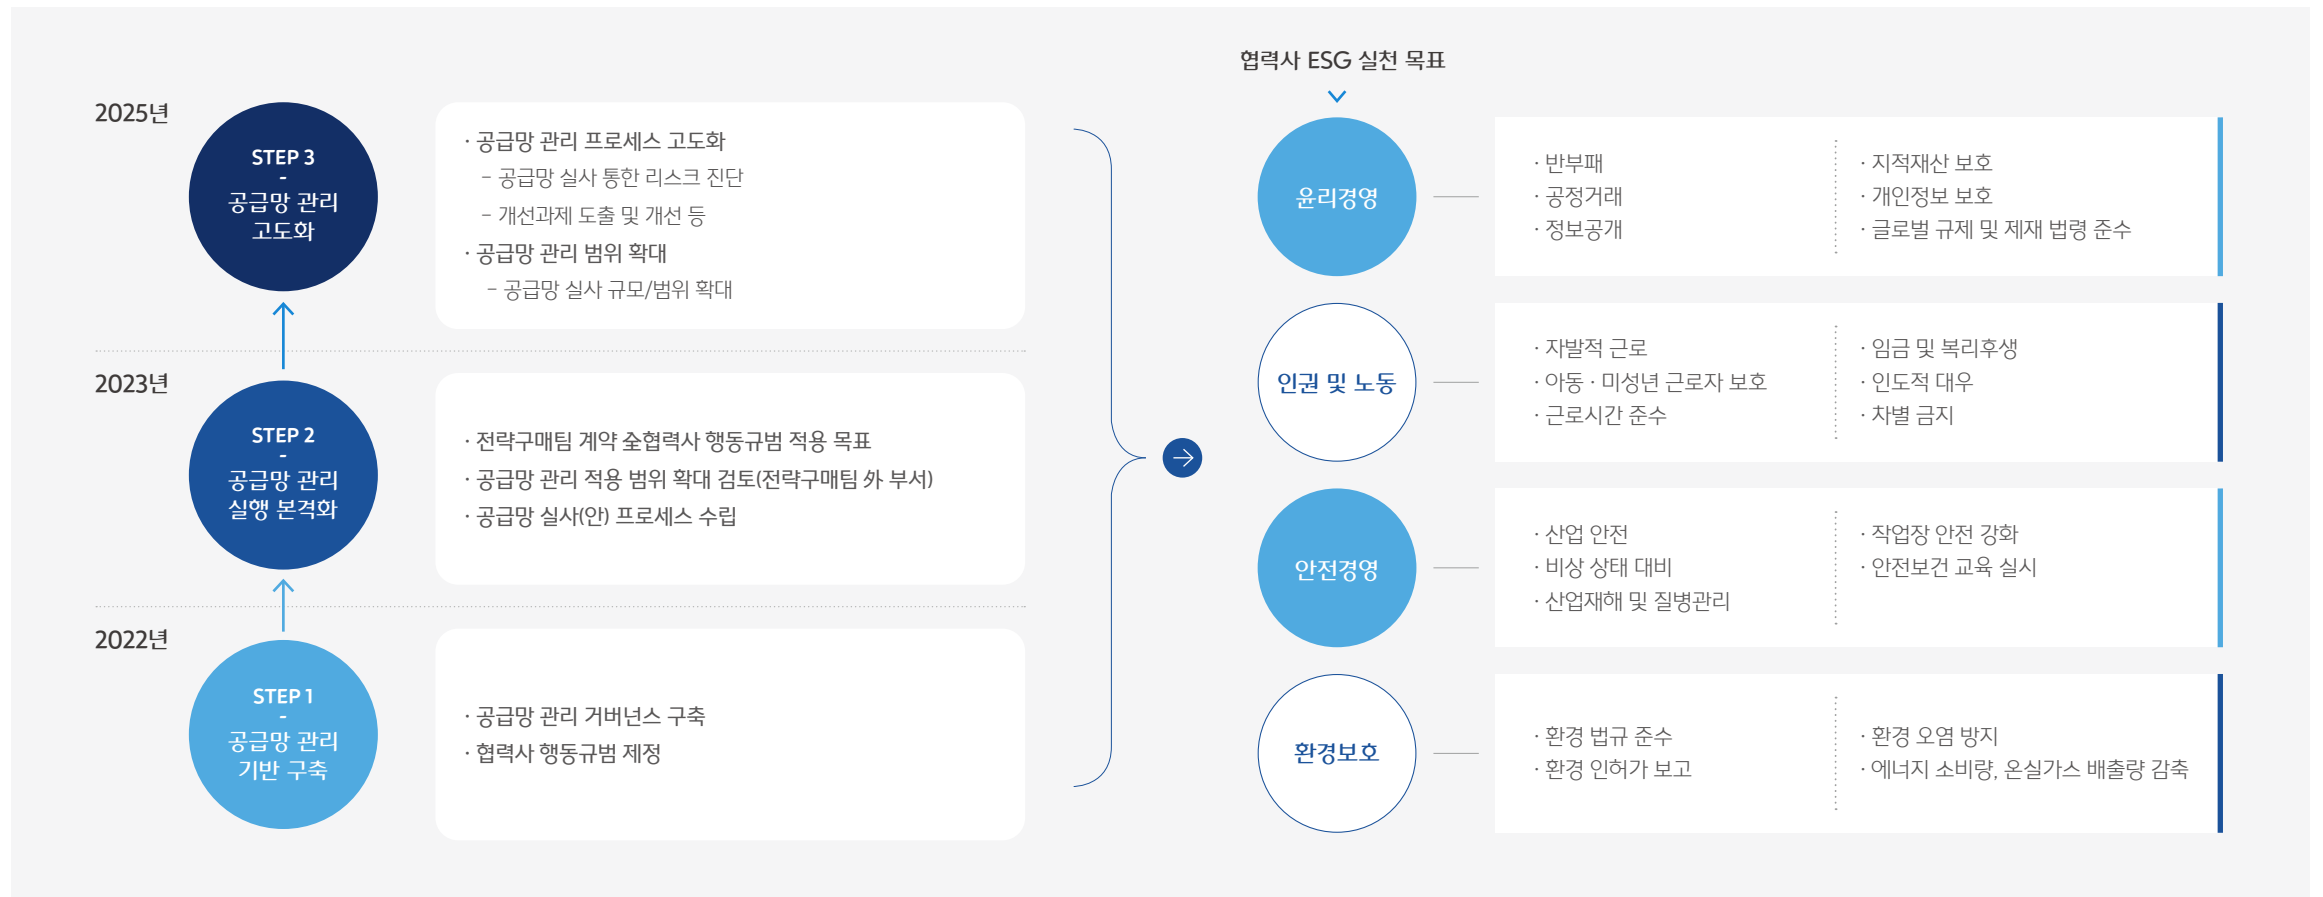 2025년
STEP 3
-
공급망 관리
고도화
· 공급망 관리 프로세스 고도화
- 공급망 실사 통한 리스크 진단
- 개선과제 도출 및 개선 등
· 공급망 관리 범위 확대
- 공급망 실사 규모/범위 확대
2023년
STEP 2
-
공급망 관리
실행 본격화
· 전략구매팀 계약 全협력사 행동규범 적용 목표
· 공급망 관리 적용 범위 확대 검토(전략구매팀 外 부서)
· 공급망 실사(안) 프로세스 수립
2022년
STEP 1
-
공급망 관리
기반 구축
· 공급망 관리 거버넌스 구축
· 협력사 행동규범 제정
협력사 ESG 실천 목표
윤리경영
· 반부패
· 공정거래
· 정보공개
· 지적재산 보호
· 개인정보 보호
· 글로벌 규제 및 제재 법령 준수
인권 및 노동
· 자발적 근로
· 아동 · 미성년 근로자 보호
· 근로시간 준수
· 임금 및 복리후생
· 인도적 대우
· 차별 금지
안전경영
· 산업 안전
· 비상 상태 대비
· 산업재해 및 질병관리
· 작업장 안전 강화
· 안전보건 교육 실시
환경보호
· 환경 법규 준수
· 환경 인허가 보고
· 환경 오염 방지
· 에너지 소비량, 온실가스 배출량 감축